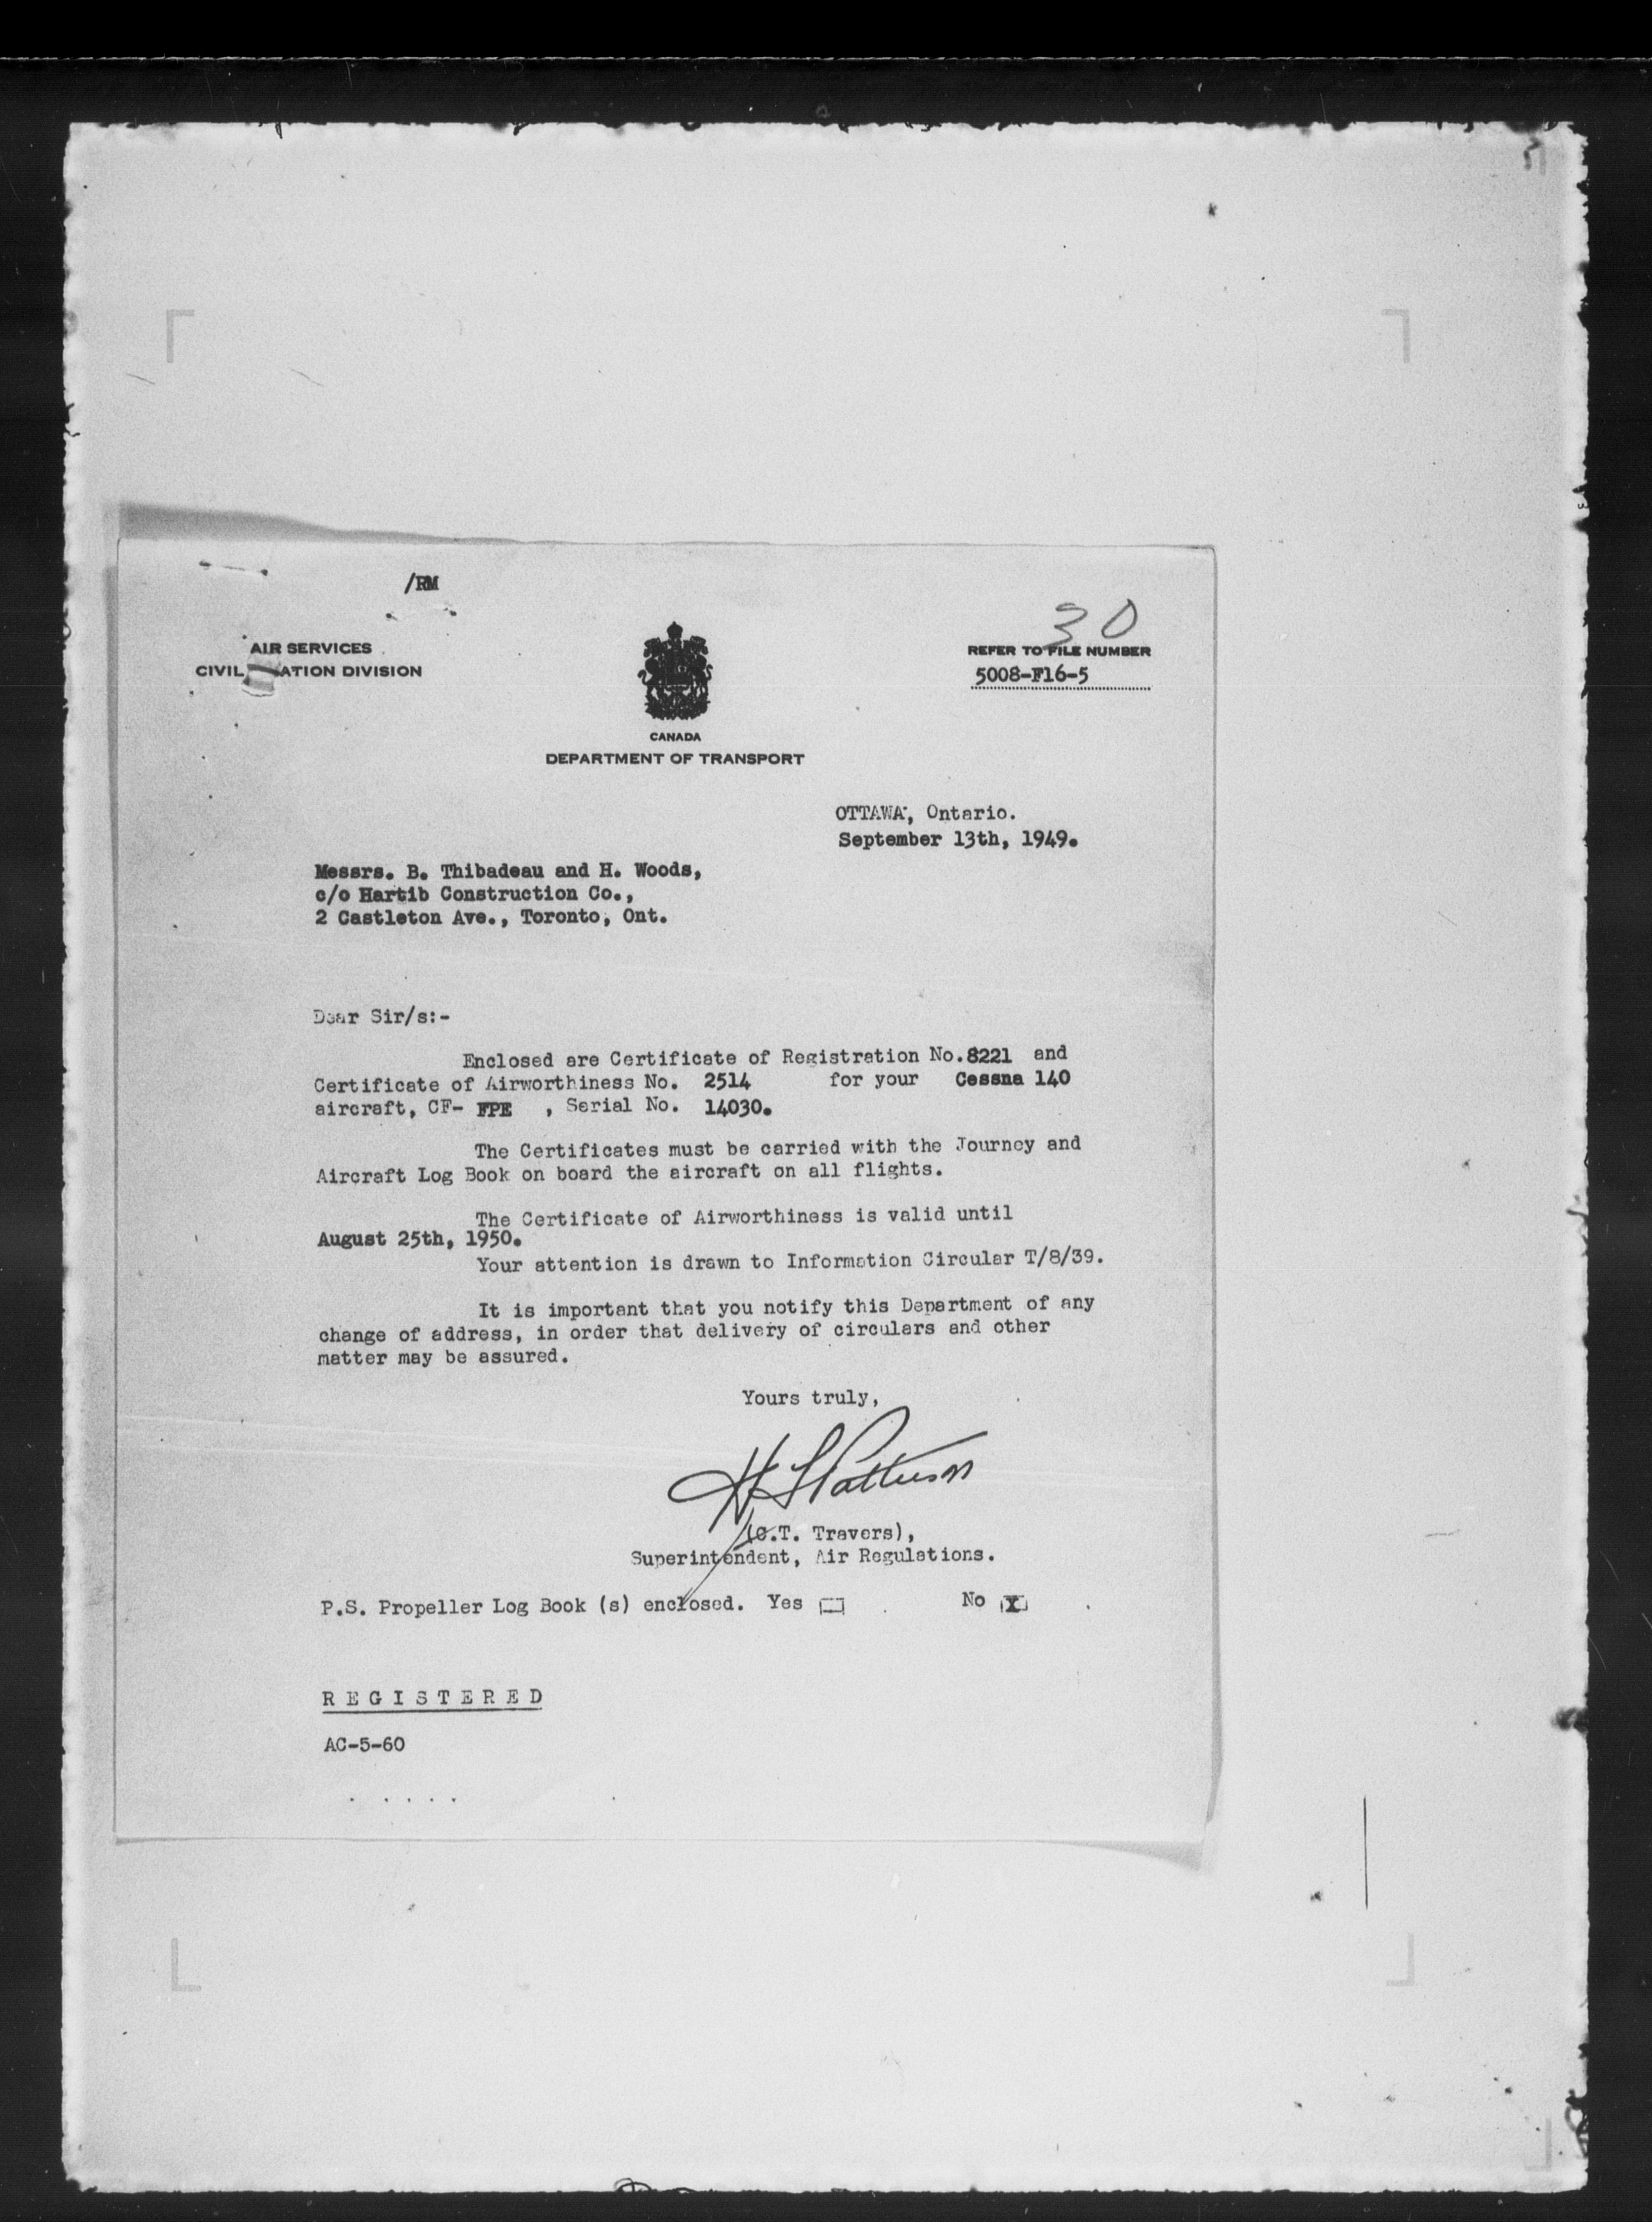 /RM
30
AIR SERVICES
CIVIL ATION DIVISION
REFER TO FILE NUMBER
5008-F16-5
CANADA
DEPARTMENT OF TRANSPORT
OTTAWA, Ontario.
September 13th, 1949.
Messrs. B. Thibadeau and H. Woods,
c/o Hartib Construction Co.,
2 Castleton Ave., Toronto, Ont.
Dear Sir/s:-
Enclosed are Certificate of Registration No. 8221 and
Certificate of Airworthiness No. 2514 for your Cessna 140
aircraft, CF- FPE , Serial No. 14030.
The Certificates must be carried with the Journey and
Aircraft Log Book on board the aircraft on all flights.
The Certificate of Airworthiness is valid until
August 25th, 1950.
Your attention is drawn to Information Circular T/8/39.
It is important that you notify this Department of any
change of address, in order that delivery of circulars and other
matter may be assured.
Yours truly,
(C.T. Travers),
Superintendent, Air Regulations.
P.S. Propeller Log Book (s) enclosed. Yes No X
REGISTERED
AC-5-60
. . . . .